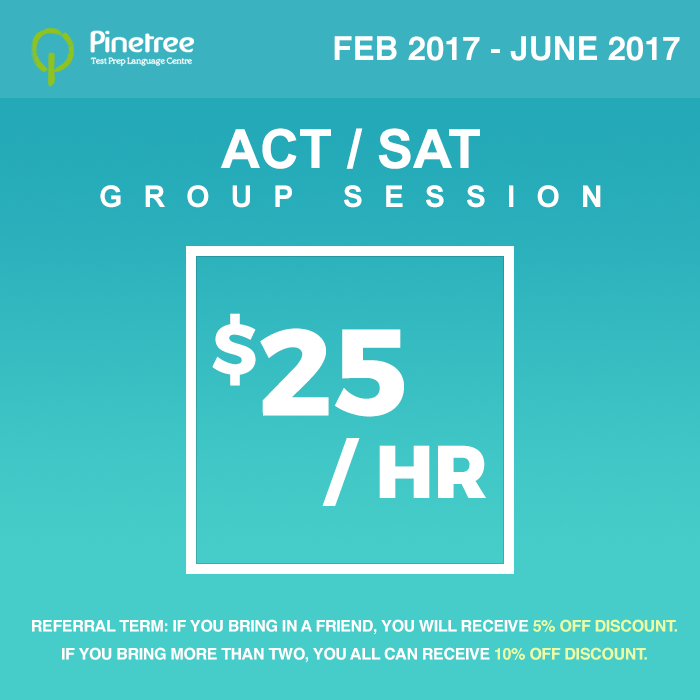 Pinetree
Test Prep Language Centre
FEB 2017 - JUNE 2017
ACT / SAT
GROUP SESSION
$25
/ HR
REFERRAL TERM: IF YOU BRING IN A FRIEND, YOU WILL RECEIVE 5% OFF DISCOUNT.
IF YOU BRING MORE THAN TWO, YOU ALL CAN RECEIVE 10% OFF DISCOUNT.